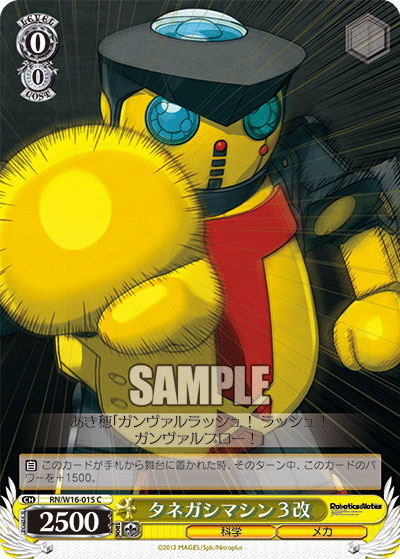 LEVEL
0
0
COST
SAMPLE
あき穂「ガンヴァルラッシュ！ ラッシュ！
ガンヴァルブロー！」
このカードが手札から舞台に置かれた時、そのターン中、このカードのパ
ワーを＋1500。
CH RN/W16-015 C
2500
タネガシマシン３改
Robotics;Notes
科学 メカ
©2012 MAGES./5pb./Nitroplus